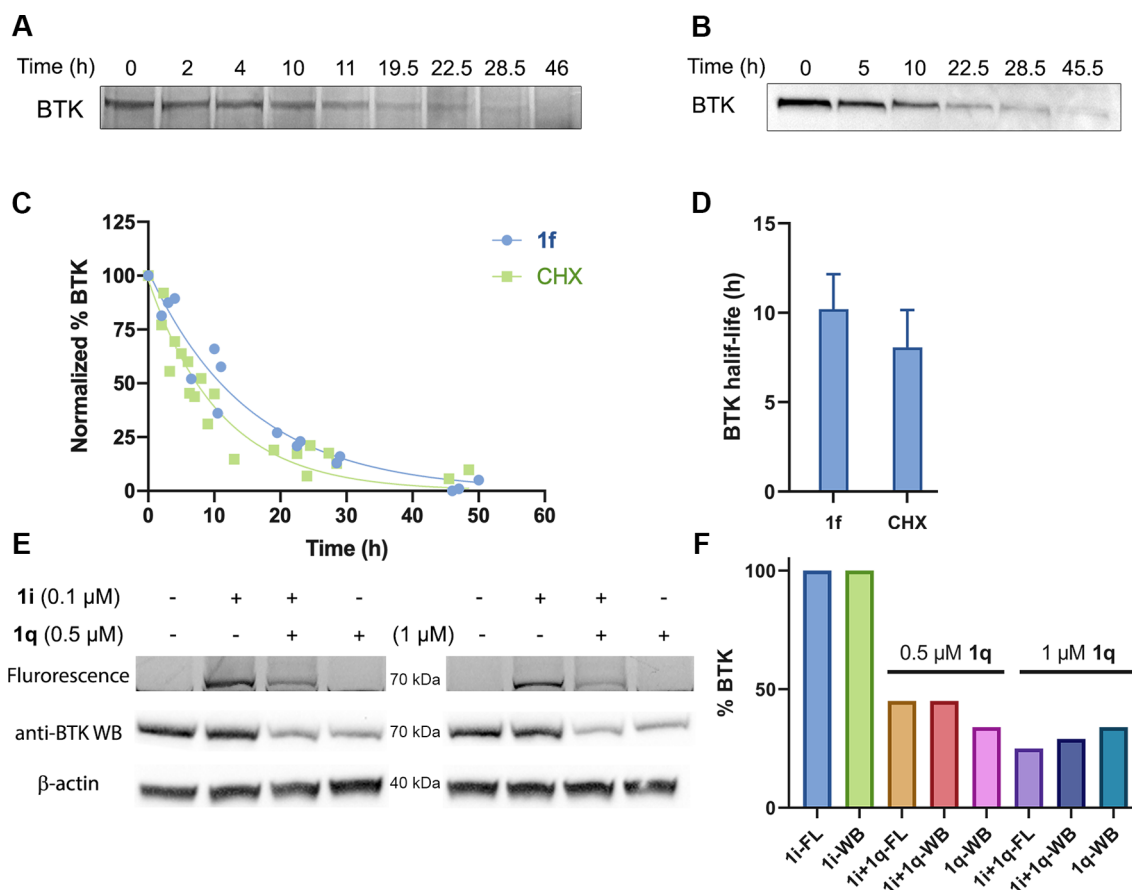 A
Time (h) 0 2 4 10 11 19.5 22.5 28.5 46
BTK
B
Time (h) 0 5 10 22.5 28.5 45.5
BTK
C
125
100
75
50
25
0
Normalized % BTK
0 10 20 30 40 50 60
Time (h)
1f
CHX
D
15
10
5
0
BTK halif-life (h)
1f CHX
E
1i (0.1 µM) - + + - - + + -
1q (0.5 µM) - - + + (1 µM) - - + +
Flurorescence 70 kDa
anti-BTK WB 70 kDa
β-actin 40 kDa
F
100
50
0
% BTK
0.5 µM 1q 1 µM 1q
1i-FL 1i-WB 1i+1q-FL 1i+1q-WB 1q-WB 1i+1q-FL 1i+1q-WB 1q-WB